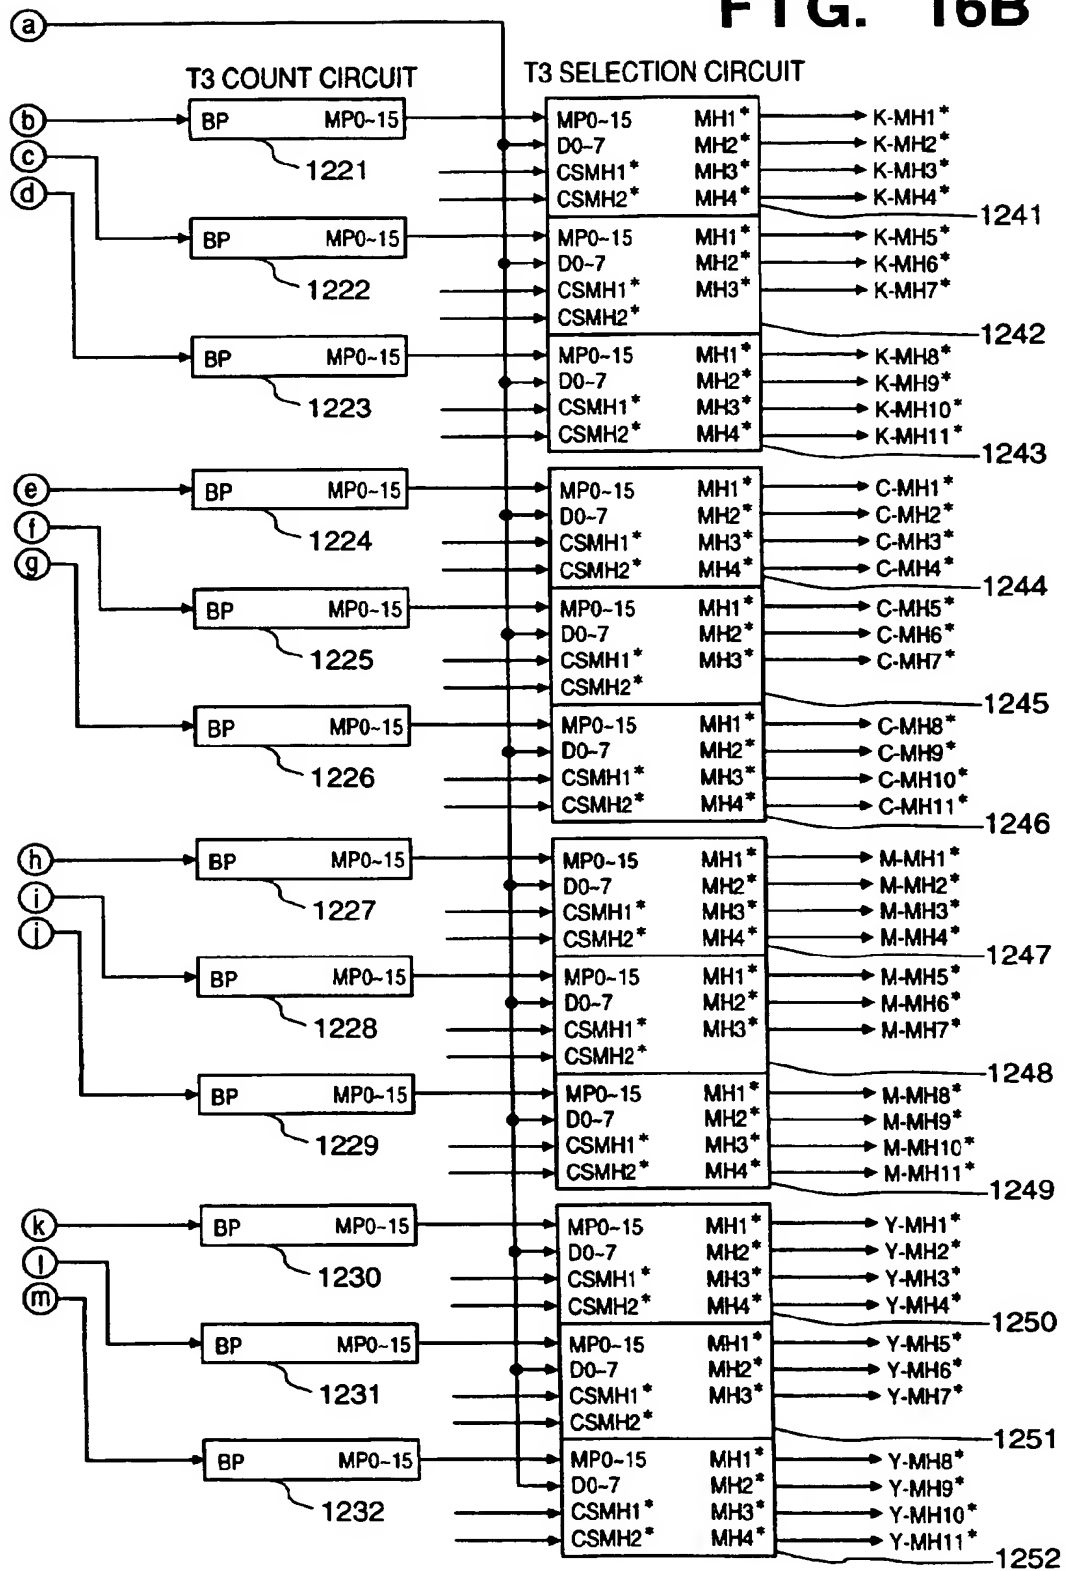 FIG. 16B
a
T3 COUNT CIRCUIT T3 SELECTION CIRCUIT
b BP MP0~15 MP0~15 MH1* K-MH1*
D0~7 MH2* K-MH2*
c 1221 CSMH1* MH3* K-MH3*
d CSMH2* MH4* K-MH4*
1241
BP MP0~15 MP0~15 MH1* K-MH5*
D0~7 MH2* K-MH6*
1222 CSMH1* MH3* K-MH7*
CSMH2*
1242
BP MP0~15 MP0~15 MH1* K-MH8*
D0~7 MH2* K-MH9*
1223 CSMH1* MH3* K-MH10*
CSMH2* MH4* K-MH11*
1243
e BP MP0~15 MP0~15 MH1* C-MH1*
f D0~7 MH2* C-MH2*
1224 CSMH1* MH3* C-MH3*
g CSMH2* MH4* C-MH4*
1244
BP MP0~15 MP0~15 MH1* C-MH5*
D0~7 MH2* C-MH6*
1225 CSMH1* MH3* C-MH7*
CSMH2*
1245
BP MP0~15 MP0~15 MH1* C-MH8*
D0~7 MH2* C-MH9*
1226 CSMH1* MH3* C-MH10*
CSMH2* MH4* C-MH11*
1246
h BP MP0~15 MP0~15 MH1* M-MH1*
i D0~7 MH2* M-MH2*
1227 CSMH1* MH3* M-MH3*
j CSMH2* MH4* M-MH4*
1247
BP MP0~15 MP0~15 MH1* M-MH5*
D0~7 MH2* M-MH6*
1228 CSMH1* MH3* M-MH7*
CSMH2*
1248
BP MP0~15 MP0~15 MH1* M-MH8*
D0~7 MH2* M-MH9*
1229 CSMH1* MH3* M-MH10*
CSMH2* MH4* M-MH11*
1249
k BP MP0~15 MP0~15 MH1* Y-MH1*
l D0~7 MH2* Y-MH2*
1230 CSMH1* MH3* Y-MH3*
m CSMH2* MH4* Y-MH4*
1250
BP MP0~15 MP0~15 MH1* Y-MH5*
D0~7 MH2* Y-MH6*
1231 CSMH1* MH3* Y-MH7*
CSMH2*
1251
BP MP0~15 MP0~15 MH1* Y-MH8*
D0~7 MH2* Y-MH9*
1232 CSMH1* MH3* Y-MH10*
CSMH2* MH4* Y-MH11*
1252